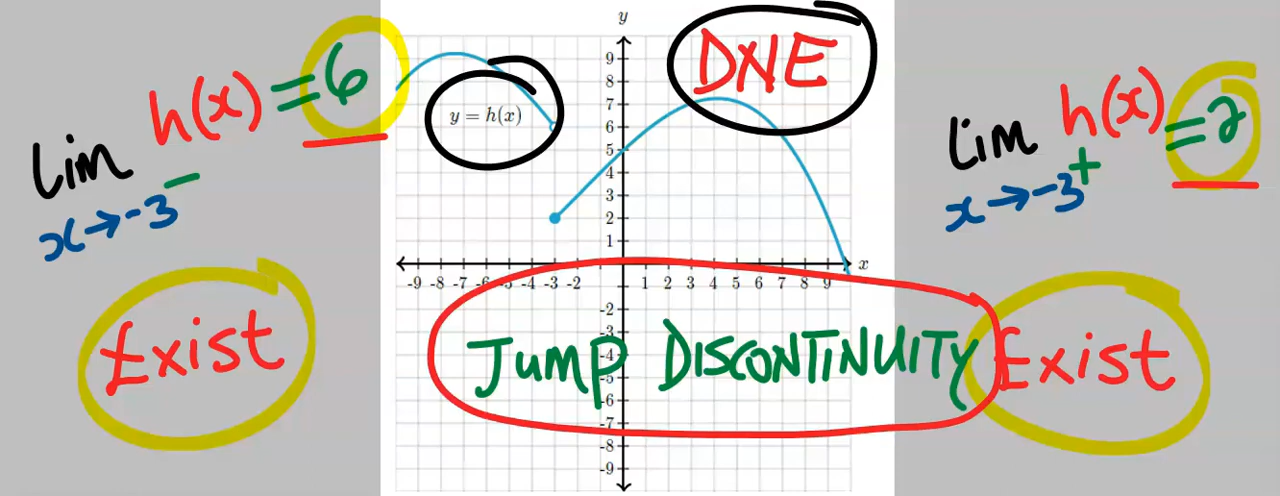 lim h(x) = 6
x→-3⁻
Exist
y
DNE
y = h(x)
9
8
7
6
5
4
3
2
1
-9 -8 -7 -6 -5 -4 -3 -2 1 2 3 4 5 6 7 8 9 x
-2
-3
-4
-5
-6
-7
-8
-9
Jump DISCONTINUITY
lim h(x) = 2
x→-3⁺
Exist